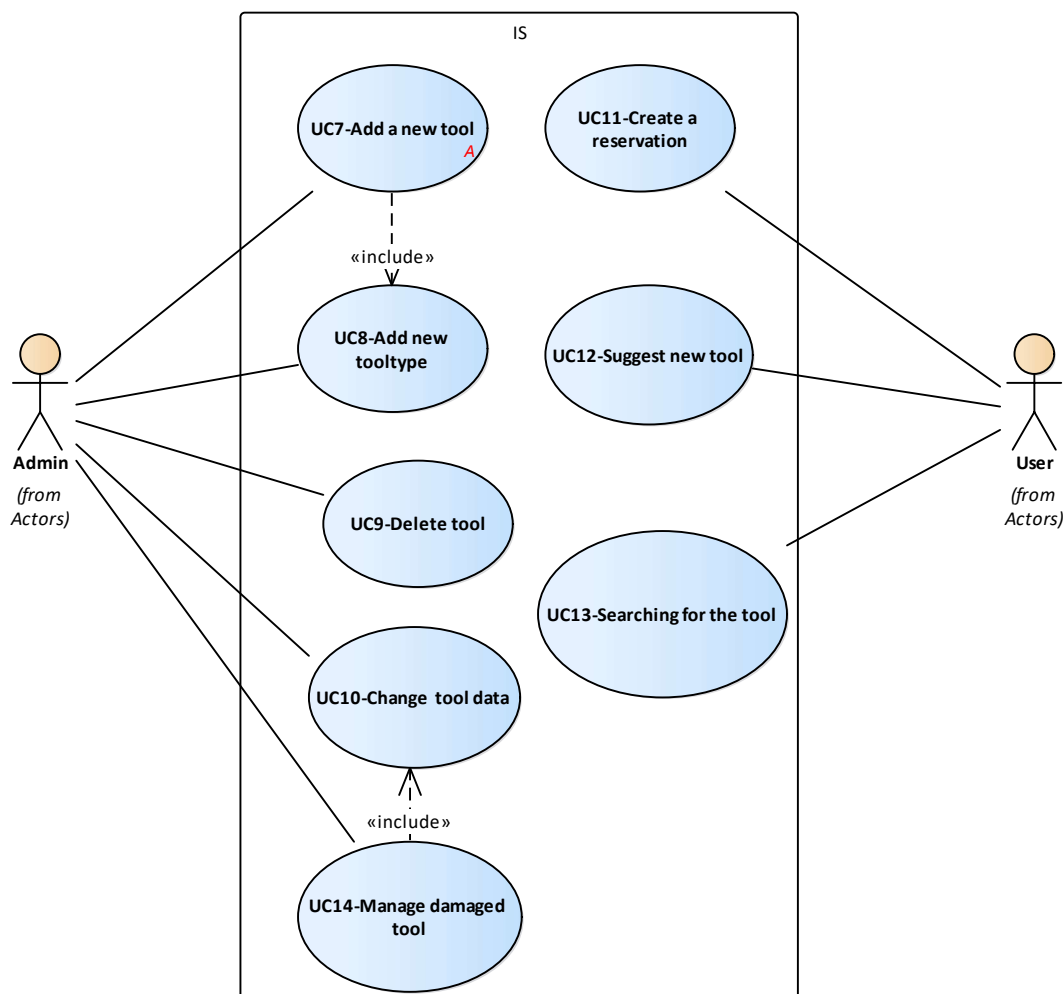 IS
UC7-Add a new tool
A
«include»
UC8-Add new
tooltype
UC9-Delete tool
UC10-Change  tool data
«include»
UC14-Manage damaged
tool
UC11-Create a
reservation
UC12-Suggest new tool
UC13-Searching for the tool
Admin
(from
Actors)
User
(from
Actors)